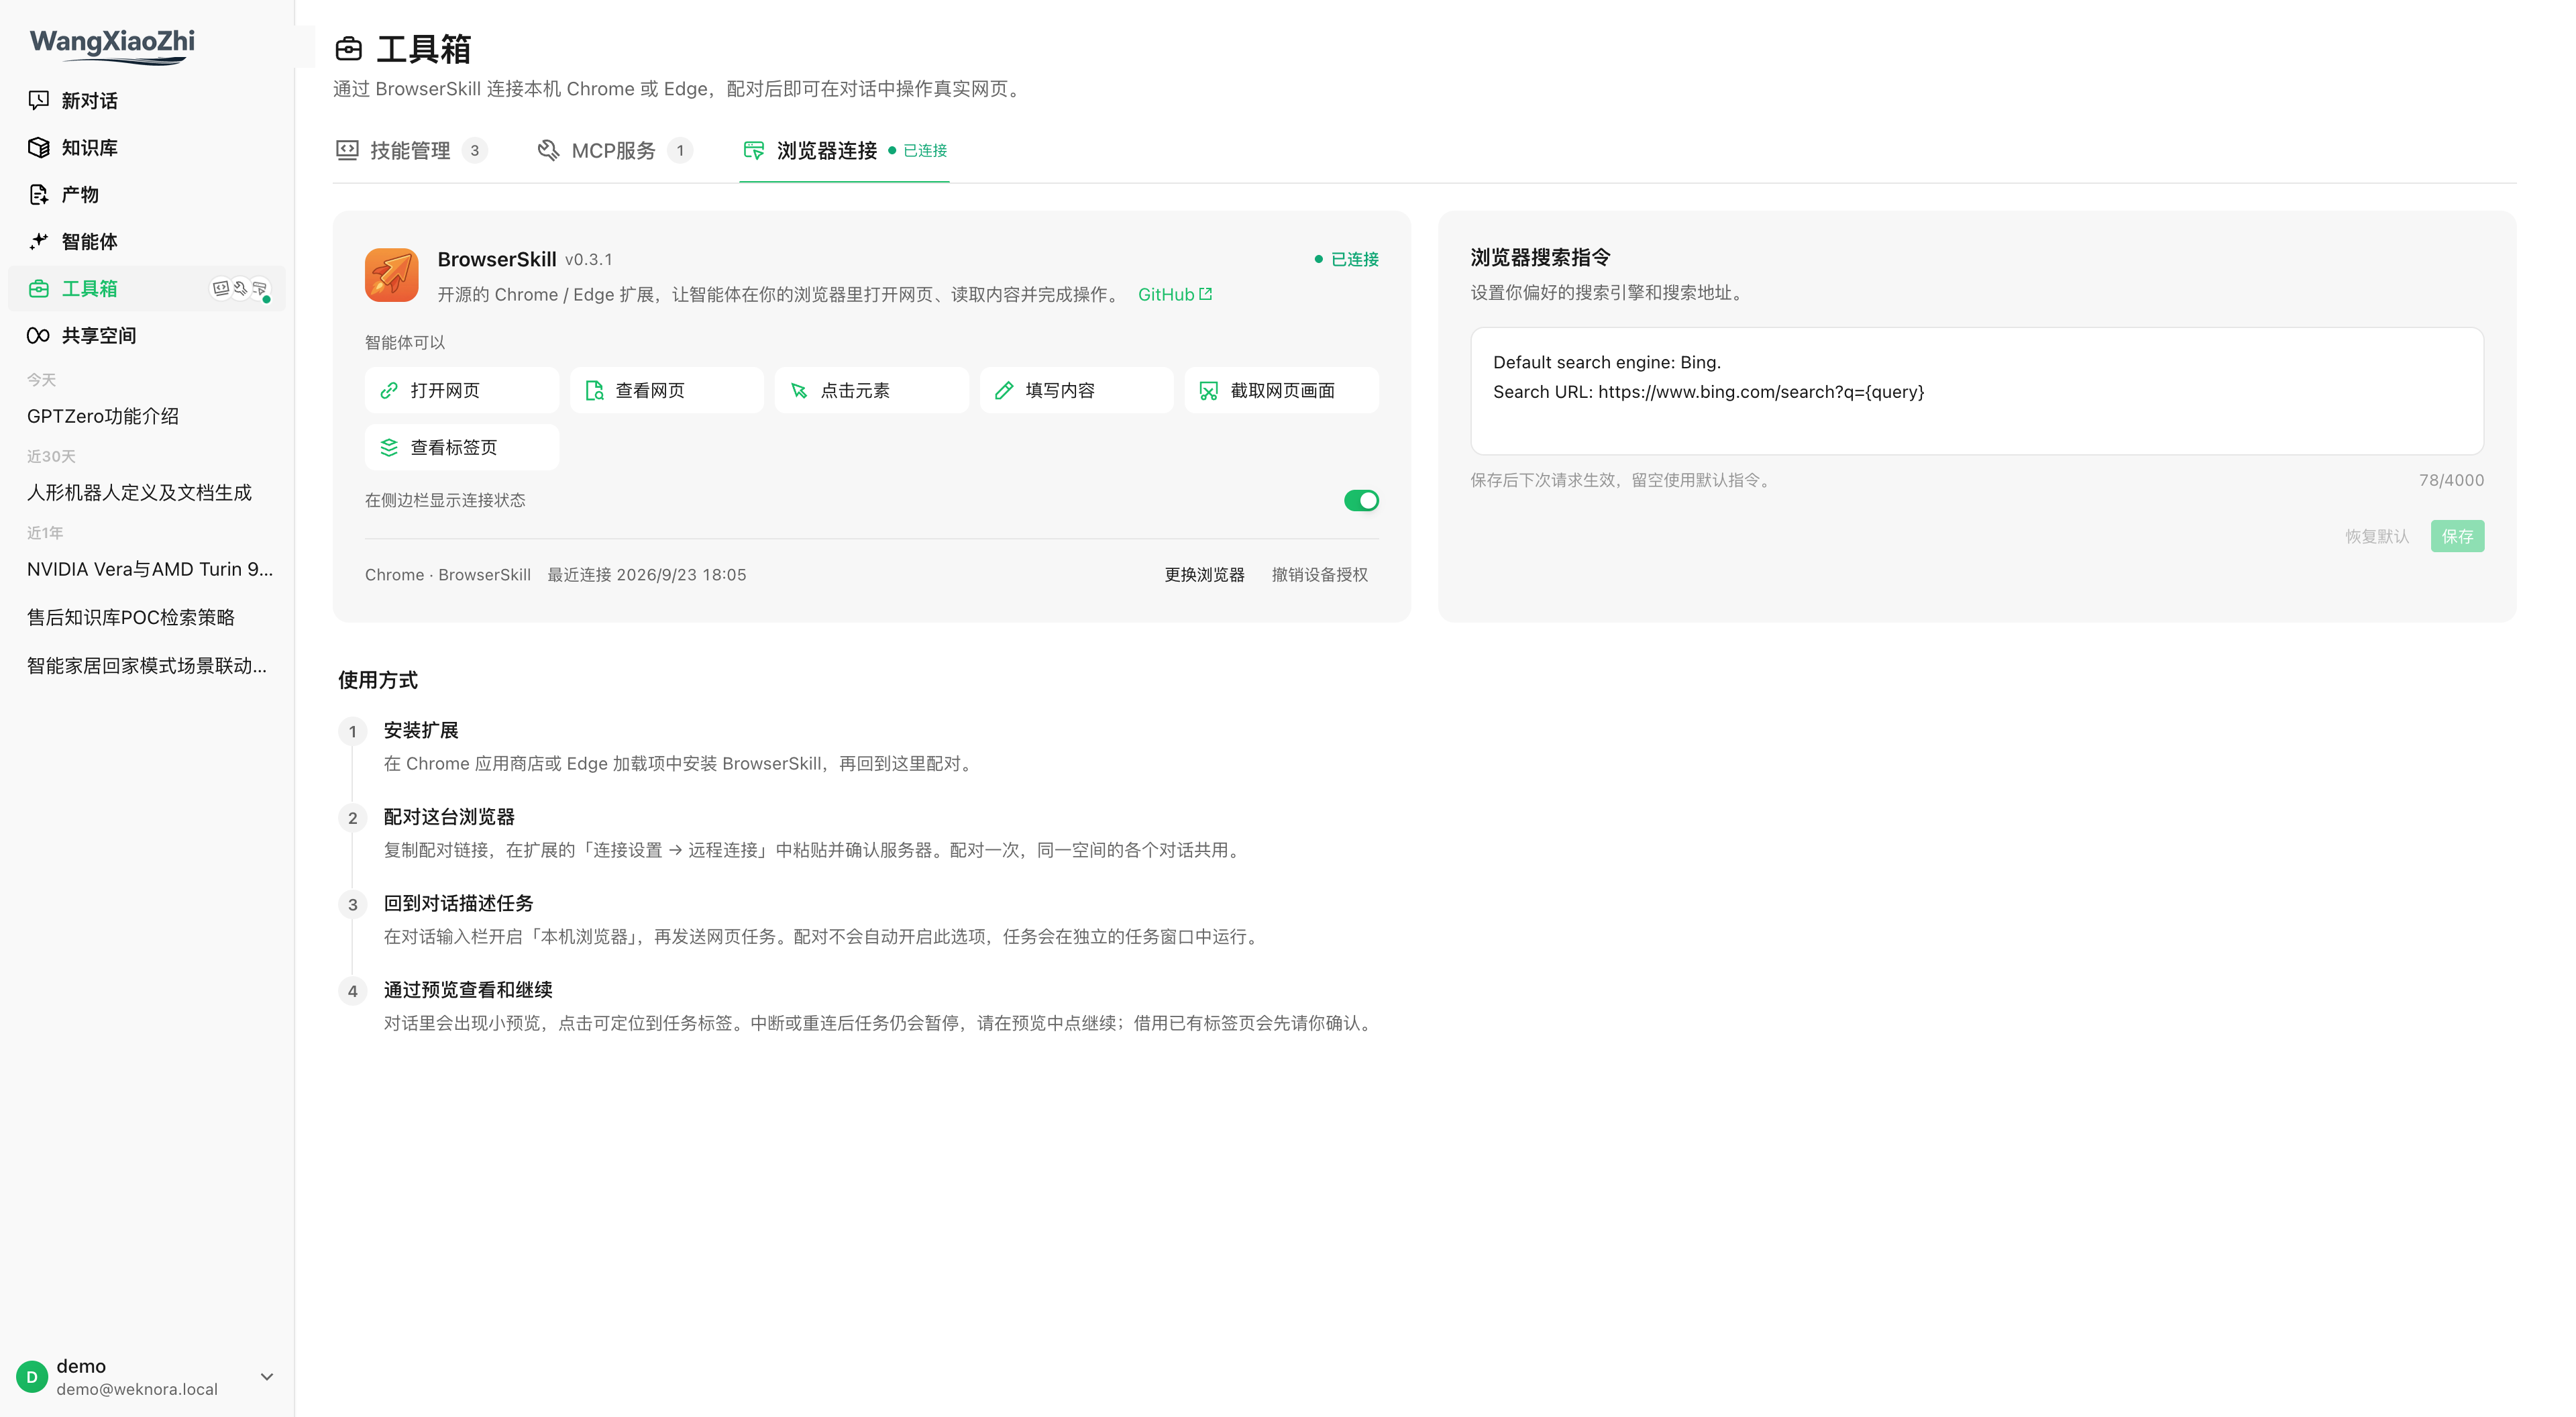 WangXiaoZhi
新对话
知识库
产物
智能体
工具箱
共享空间
今天
GPTZero功能介绍
近30天
人形机器人定义及文档生成
近1年
NVIDIA Vera与AMD Turin 9...
售后知识库POC检索策略
智能家居回家模式场景联动...
D
demo
demo@weknora.local
工具箱
通过 BrowserSkill 连接本机 Chrome 或 Edge，配对后即可在对话中操作真实网页。
技能管理 3 MCP服务 1 浏览器连接 已连接
BrowserSkill v0.3.1 已连接
开源的 Chrome / Edge 扩展，让智能体在你的浏览器里打开网页、读取内容并完成操作。 GitHub
智能体可以
打开网页 查看网页 点击元素 填写内容 截取网页画面
查看标签页
在侧边栏显示连接状态
Chrome · BrowserSkill 最近连接 2026/9/23 18:05 更换浏览器 撤销设备授权
浏览器搜索指令
设置你偏好的搜索引擎和搜索地址。
Default search engine: Bing.
Search URL: https://www.bing.com/search?q={query}
保存后下次请求生效，留空使用默认指令。 78/4000
恢复默认 保存
使用方式
1 安装扩展
在 Chrome 应用商店或 Edge 加载项中安装 BrowserSkill，再回到这里配对。
2 配对这台浏览器
复制配对链接，在扩展的「连接设置 → 远程连接」中粘贴并确认服务器。配对一次，同一空间的各个对话共用。
3 回到对话描述任务
在对话输入栏开启「本机浏览器」，再发送网页任务。配对不会自动开启此选项，任务会在独立的任务窗口中运行。
4 通过预览查看和继续
对话里会出现小预览，点击可定位到任务标签。中断或重连后任务仍会暂停，请在预览中点继续；借用已有标签页会先请你确认。